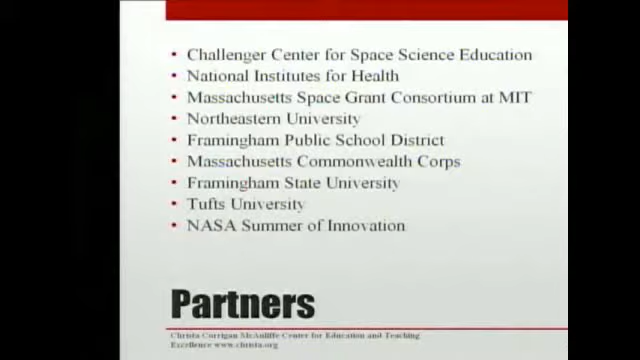 • Challenger Center for Space Science Education
• National Institutes for Health
• Massachusetts Space Grant Consortium at MIT
• Northeastern University
• Framingham Public School District
• Massachusetts Commonwealth Corps
• Framingham State University
• Tufts University
• NASA Summer of Innovation
Partners
Christa Corrigan McAuliffe Center for Education and Teaching
Excellence www.christa.org